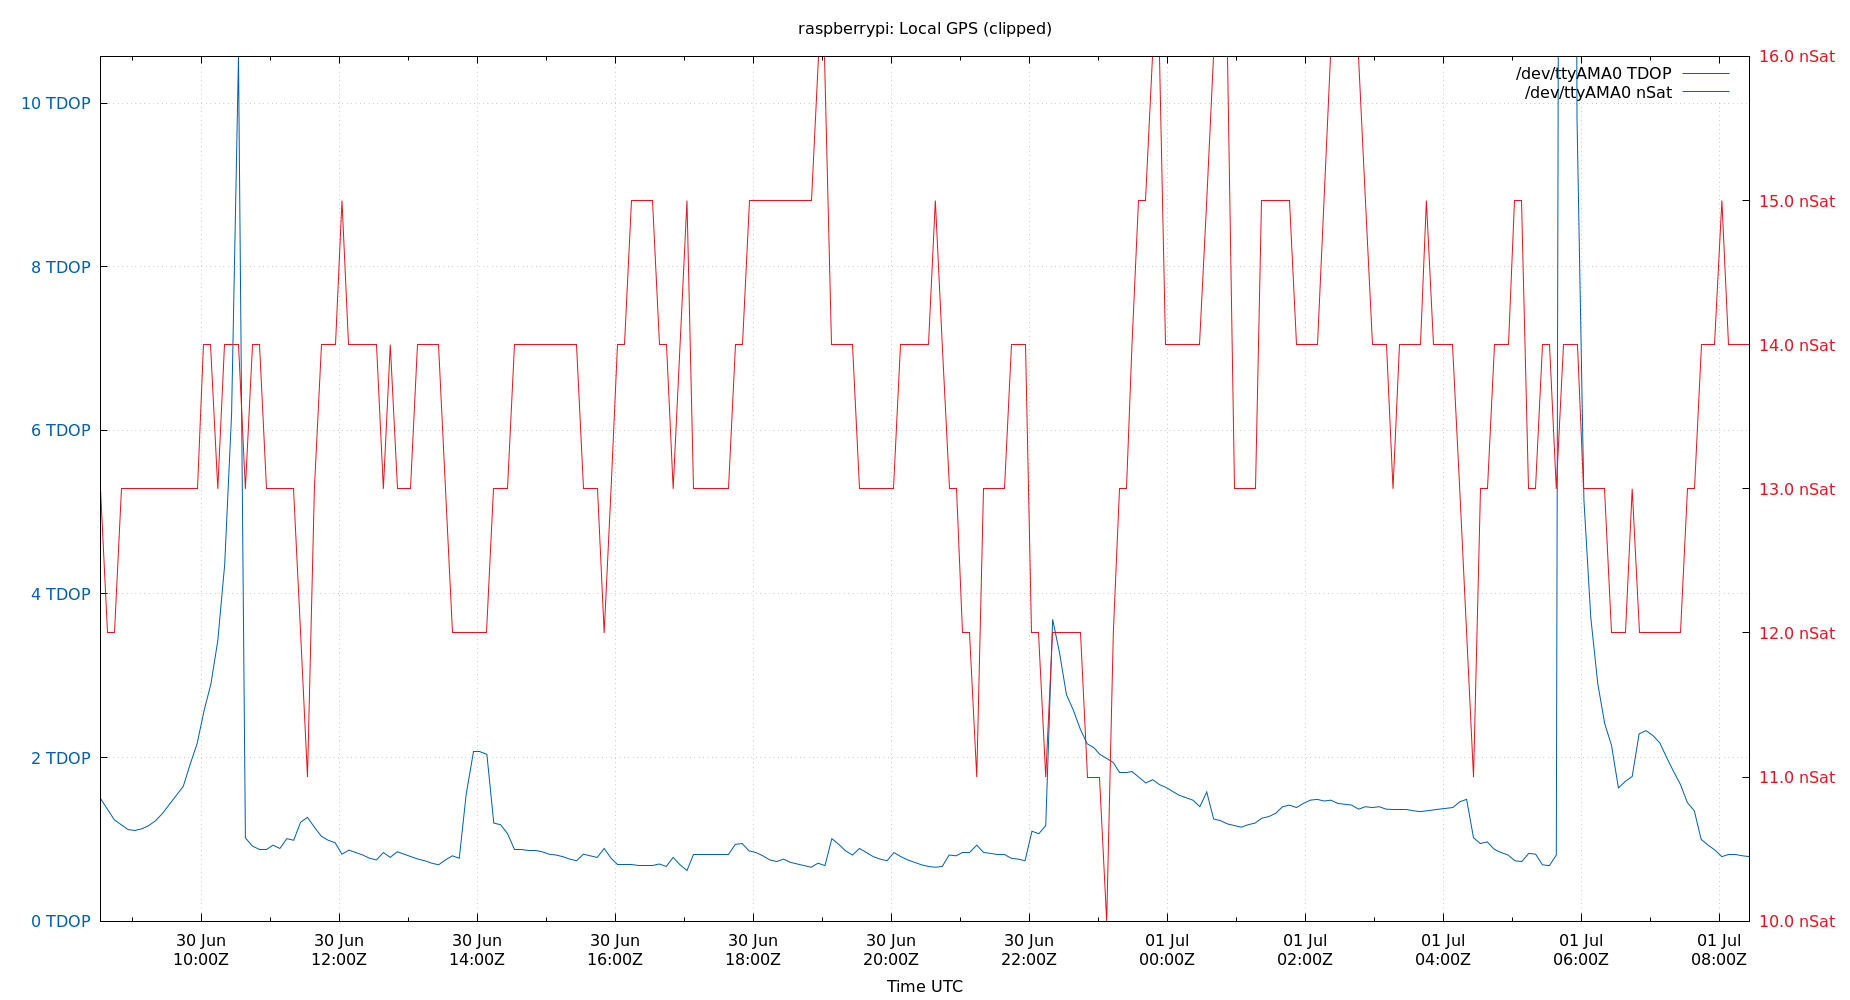 raspberrypi: Local GPS (clipped)
/dev/ttyAMA0 TDOP
/dev/ttyAMA0 nSat
10 TDOP
8 TDOP
6 TDOP
4 TDOP
2 TDOP
0 TDOP
16.0 nSat
15.0 nSat
14.0 nSat
13.0 nSat
12.0 nSat
11.0 nSat
10.0 nSat
30 Jun
10:00Z
30 Jun
12:00Z
30 Jun
14:00Z
30 Jun
16:00Z
30 Jun
18:00Z
30 Jun
20:00Z
30 Jun
22:00Z
01 Jul
00:00Z
01 Jul
02:00Z
01 Jul
04:00Z
01 Jul
06:00Z
01 Jul
08:00Z
Time UTC